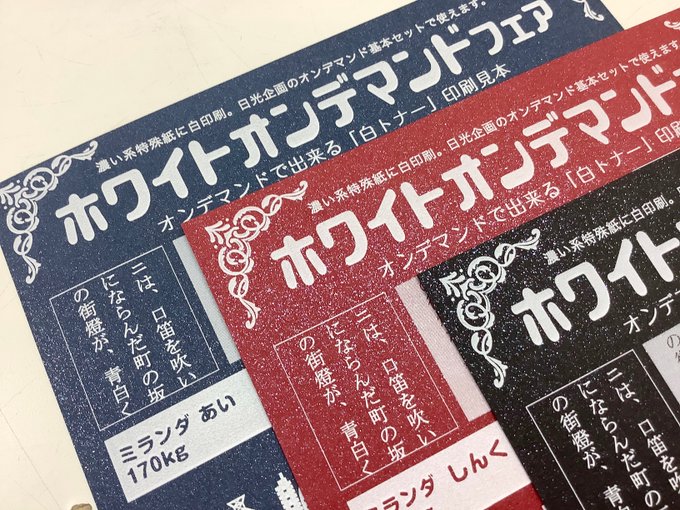 濃い系特殊紙に白印刷。日光企画のオンデマンド基本セットで使えます。
ホワイトオンデマンドフェア
オンデマンドで出来る「白トナー」印刷見本
ニは、口笛を吹い
にならんだ町の坂
の街燈が、青白く
ミランダ あい
170kg
濃い系特殊紙に白印刷。日光企画のオンデマンド基本セットで使えます。
ホワイトオンデマンド
オンデマンドで出来る「白トナー」印刷
ニは、口笛を吹い
にならんだ町の坂
の街燈が、青白く
ミランダ しんく
170kg
濃い系特殊紙に白印刷。
ホワイト
オンデ
ニは、口笛を吹い
にならんだ町の坂
の街燈が、青白く